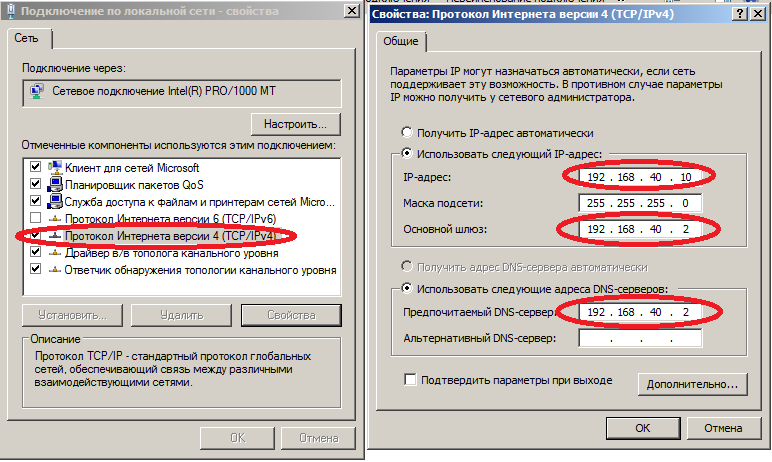 Подключение по локальной сети - свойства
Сеть
Подключение через:
Сетевое подключение Intel(R) PRO/1000 MT
Настроить...
Отмеченные компоненты используются этим подключением:
Клиент для сетей Microsoft
Планировщик пакетов QoS
Служба доступа к файлам и принтерам сетей Micro...
Протокол Интернета версии 6 (TCP/IPv6)
Протокол Интернета версии 4 (TCP/IPv4)
Драйвер в/в тополога канального уровня
Ответчик обнаружения топологии канального уровня
Установить...
Удалить
Свойства
Описание
Протокол TCP/IP - стандартный протокол глобальных
сетей, обеспечивающий связь между различными
взаимодействующими сетями.
ОК
Отмена
Свойства: Протокол Интернета версии 4 (TCP/IPv4)
Общие
Параметры IP могут назначаться автоматически, если сеть
поддерживает эту возможность. В противном случае параметры
IP можно получить у сетевого администратора.
Получить IP-адрес автоматически
Использовать следующий IP-адрес:
IP-адрес: 192 . 168 . 40 . 10
Маска подсети: 255 . 255 . 255 . 0
Основной шлюз: 192 . 168 . 40 . 2
Получить адрес DNS-сервера автоматически
Использовать следующие адреса DNS-серверов:
Предпочитаемый DNS-сервер: 192 . 168 . 40 . 2
Альтернативный DNS-сервер: . . .
Подтвердить параметры при выходе
Дополнительно...
ОК
Отмена